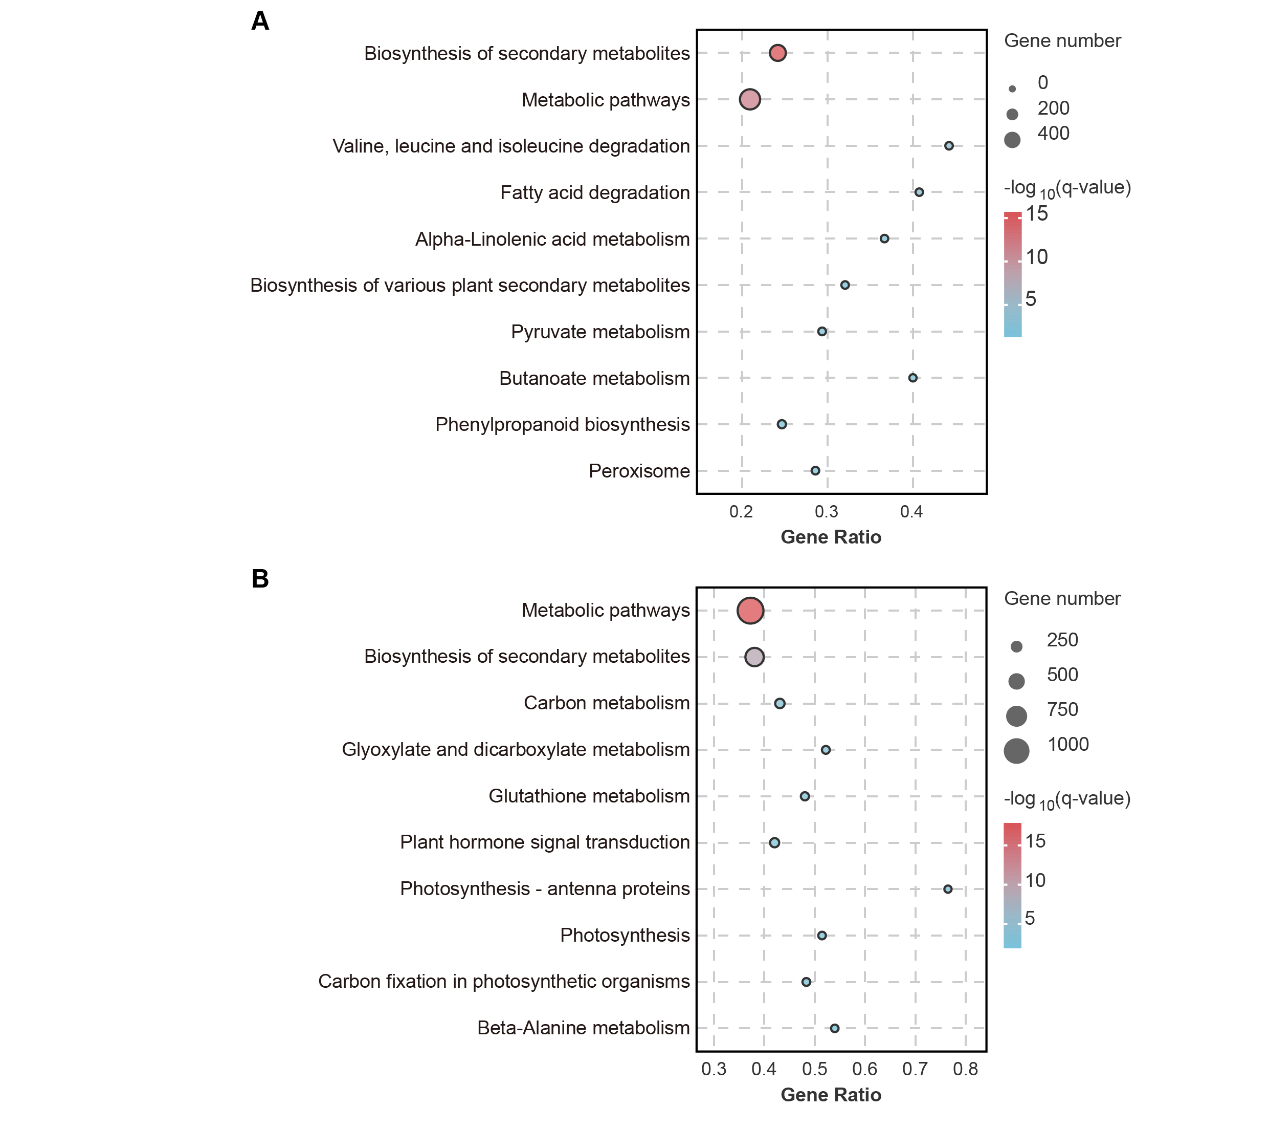 A
Biosynthesis of secondary metabolites
Metabolic pathways
Valine, leucine and isoleucine degradation
Fatty acid degradation
Alpha-Linolenic acid metabolism
Biosynthesis of various plant secondary metabolites
Pyruvate metabolism
Butanoate metabolism
Phenylpropanoid biosynthesis
Peroxisome
0.2 0.3 0.4
Gene Ratio
Gene number
0
200
400
-log10(q-value)
15
10
5
B
Metabolic pathways
Biosynthesis of secondary metabolites
Carbon metabolism
Glyoxylate and dicarboxylate metabolism
Glutathione metabolism
Plant hormone signal transduction
Photosynthesis - antenna proteins
Photosynthesis
Carbon fixation in photosynthetic organisms
Beta-Alanine metabolism
0.3 0.4 0.5 0.6 0.7 0.8
Gene Ratio
Gene number
250
500
750
1000
-log10(q-value)
15
10
5